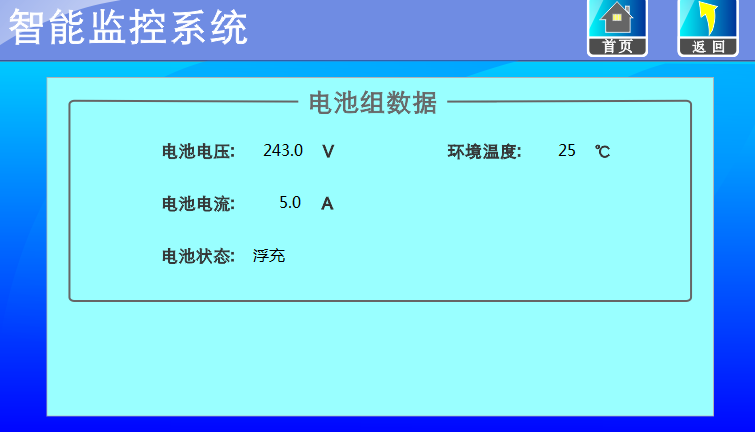 智能监控系统
首页 返回
电池组数据
电池电压: 243.0 V 环境温度: 25 ℃
电池电流: 5.0 A
电池状态: 浮充